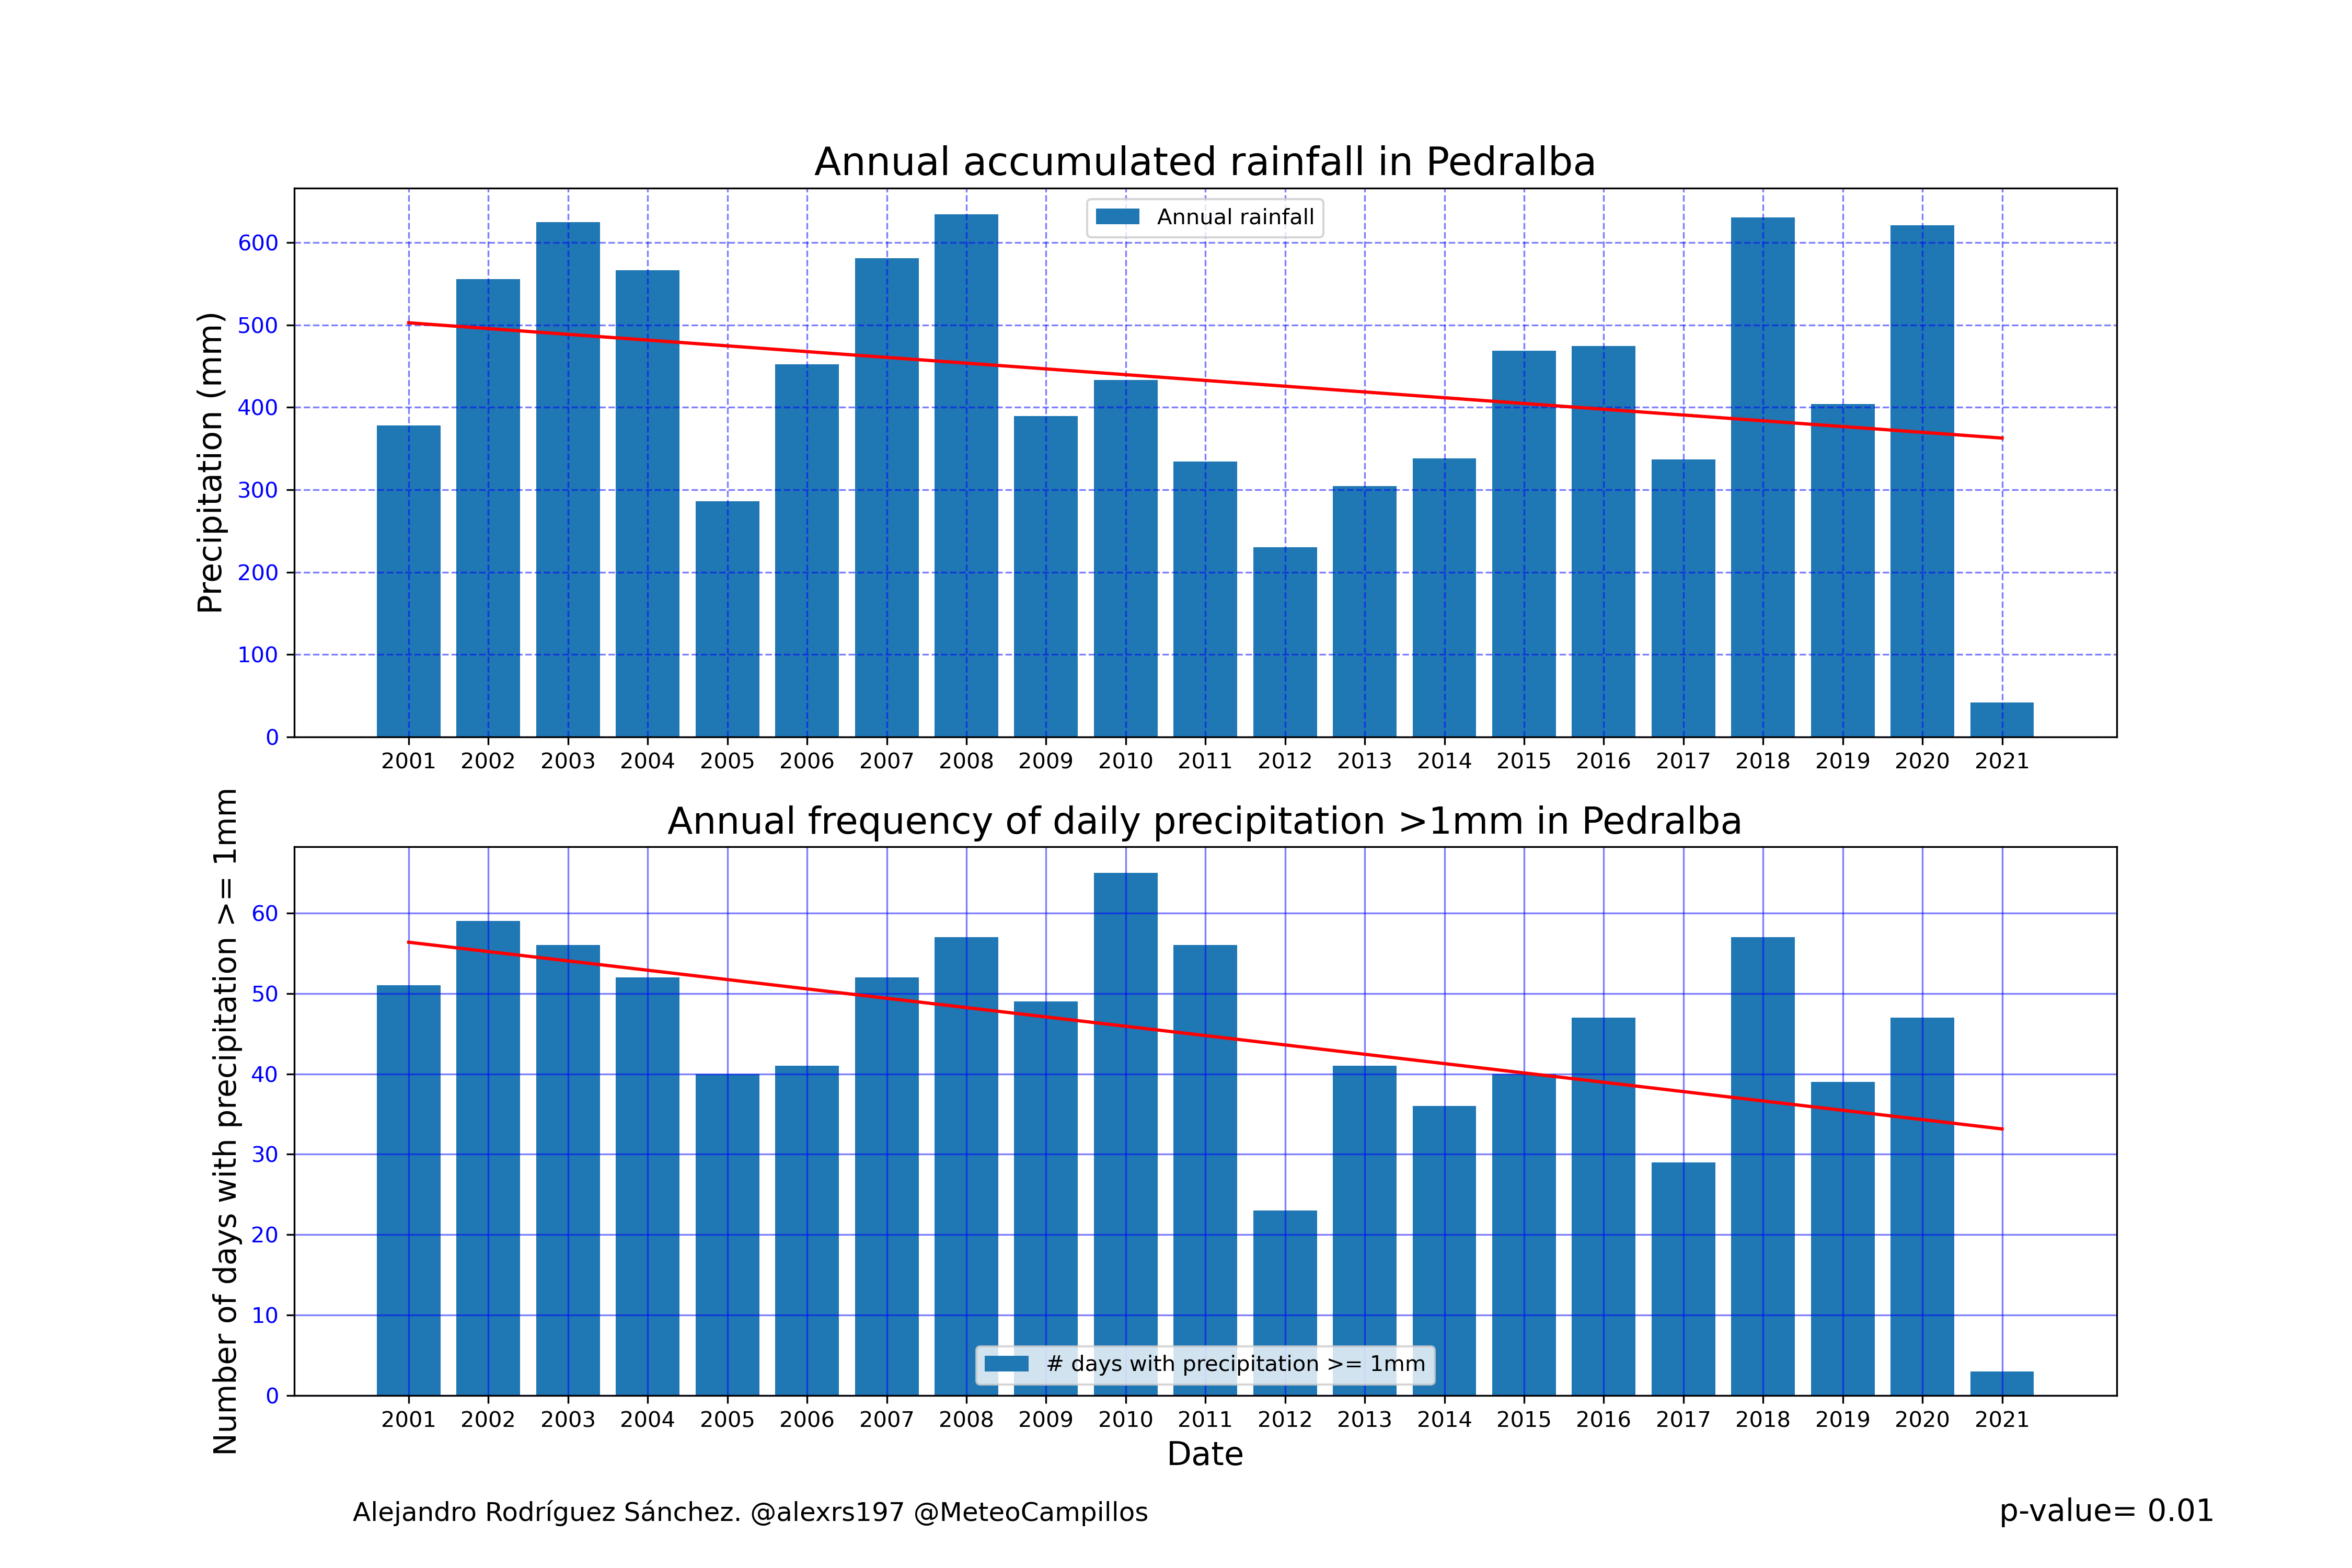 Annual accumulated rainfall in Pedralba
Annual rainfall
Precipitation (mm)
600
500
400
300
200
100
0
2001 2002 2003 2004 2005 2006 2007 2008 2009 2010 2011 2012 2013 2014 2015 2016 2017 2018 2019 2020 2021
Annual frequency of daily precipitation >1mm in Pedralba
Number of days with precipitation >= 1mm
60
50
40
30
20
10
0
# days with precipitation >= 1mm
2001 2002 2003 2004 2005 2006 2007 2008 2009 2010 2011 2012 2013 2014 2015 2016 2017 2018 2019 2020 2021
Date
Alejandro Rodríguez Sánchez. @alexrs197 @MeteoCampillos
p-value= 0.01